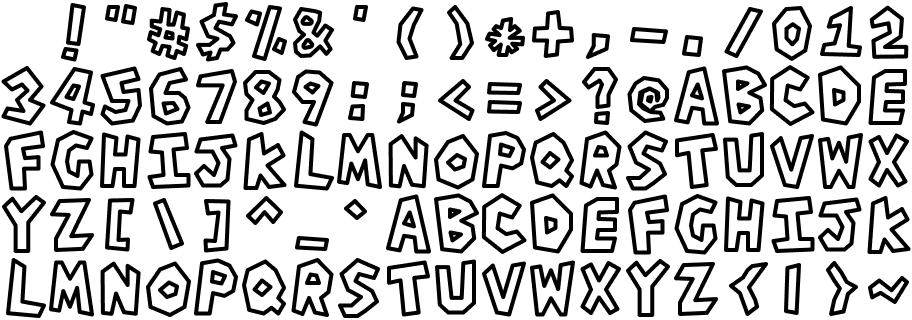 ! " # $ % & ' ( ) * + , - . / 0 1 2
3 4 5 6 7 8 9 : ; < = > ? @ A B C D E
F G H I J K L M N O P Q R S T U V W X
Y Z [ \ ] ^ _ ` A B C D E F G H I J K
L M N O P Q R S T U V W X Y Z { | } ~